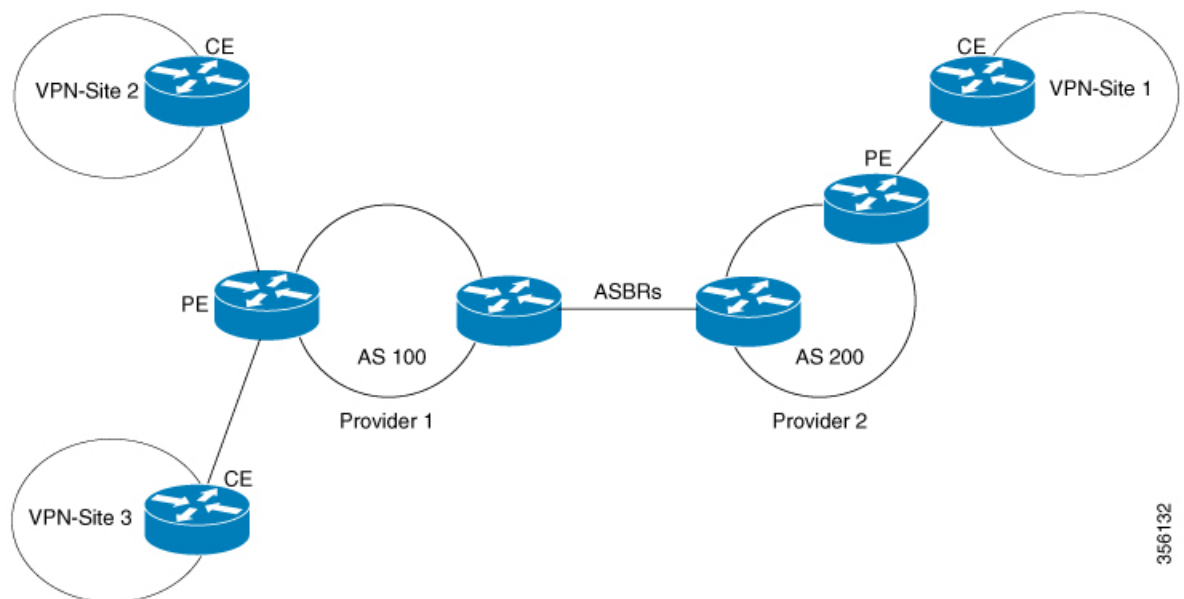 CE
CE
VPN-Site 2
VPN-Site 1
PE
ASBRs
PE
AS 100
AS 200
Provider 1
Provider 2
CE
VPN-Site 3
356132